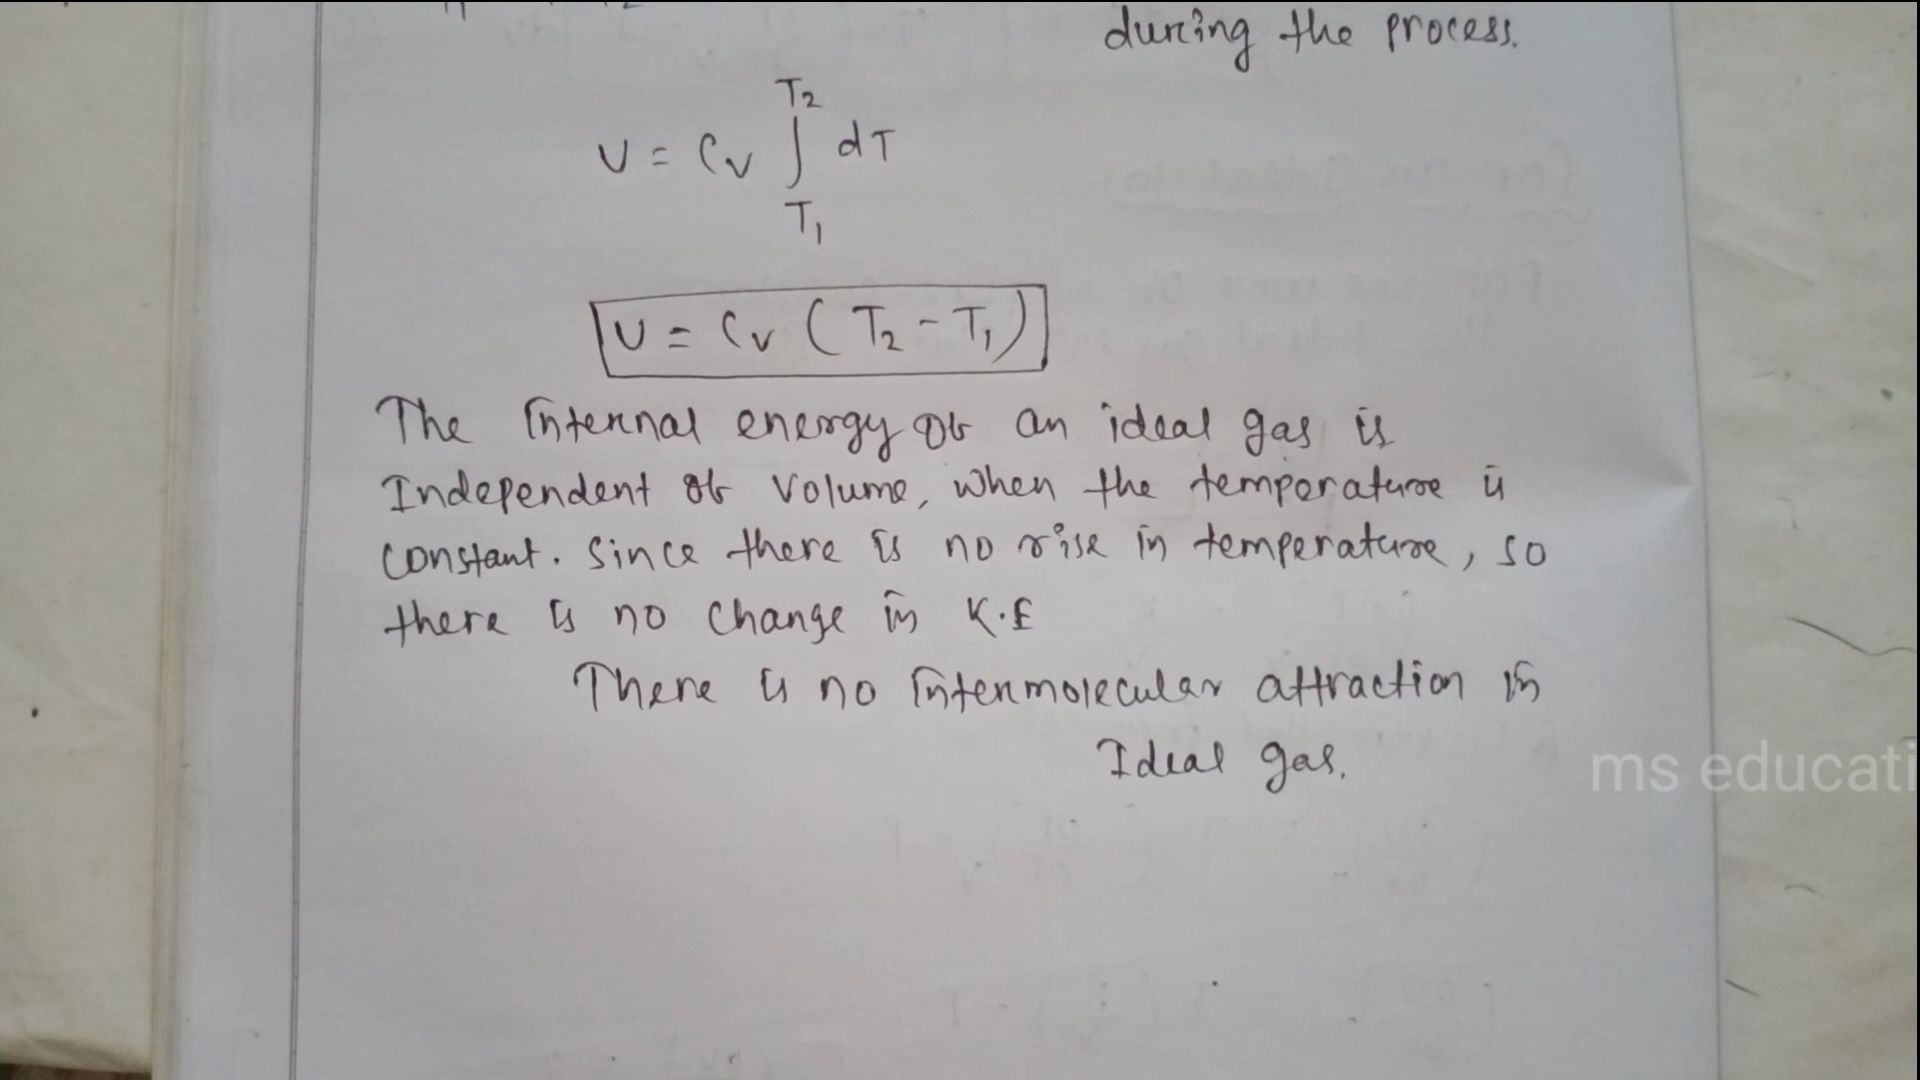 during the process.
T2
U = Cv ∫ dT
T1
U = Cv (T2 - T1)
The Internal energy of an ideal gas is
Independent of volume, when the temperature is
constant. Since there is no rise in temperature, so
there is no change in K.E
There is no Intermolecular attraction in
Ideal gas.
ms educati